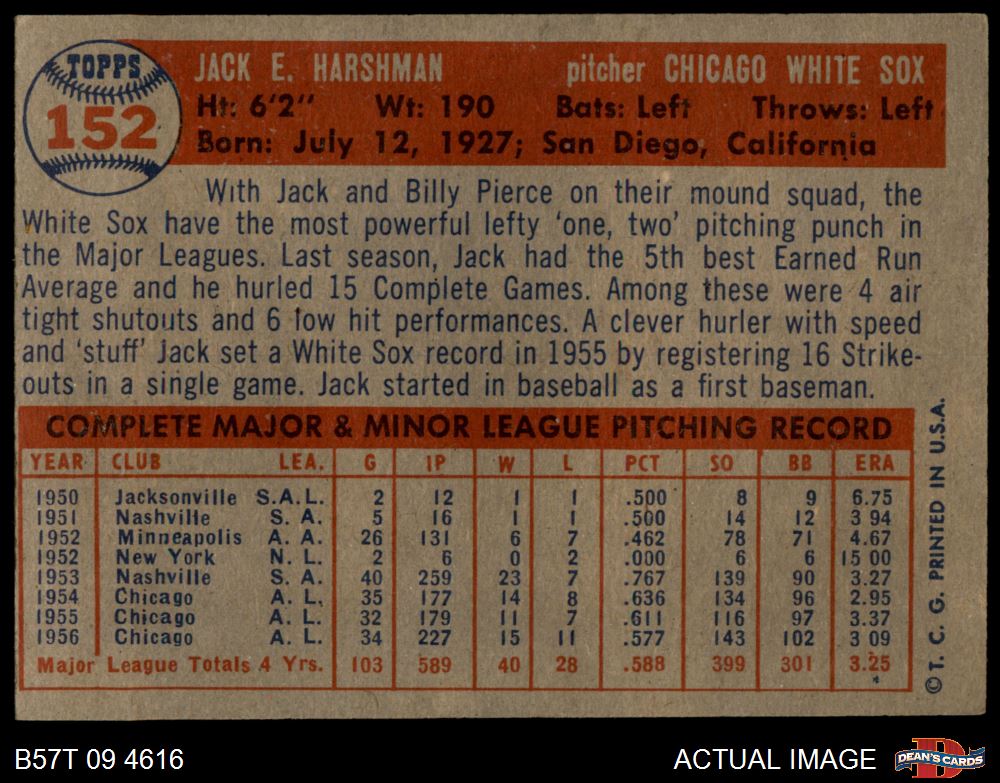 TOPPS
152
JACK E. HARSHMAN pitcher CHICAGO WHITE SOX
Ht: 6'2" Wt: 190 Bats: Left Throws: Left
Born: July 12, 1927; San Diego, California
With Jack and Billy Pierce on their mound squad, the
White Sox have the most powerful lefty 'one, two' pitching punch in
the Major Leagues. Last season, Jack had the 5th best Earned Run
Average and he hurled 15 Complete Games. Among these were 4 air
tight shutouts and 6 low hit performances. A clever hurler with speed
and 'stuff' Jack set a White Sox record in 1955 by registering 16 Strike-
outs in a single game. Jack started in baseball as a first baseman.
COMPLETE MAJOR & MINOR LEAGUE PITCHING RECORD
YEAR CLUB LEA. G IP W L PCT SO BB ERA
1950 Jacksonville S.A.L. 2 12 1 1 .500 8 9 6.75
1951 Nashville S. A. 5 16 1 1 .500 14 12 3 94
1952 Minneapolis A. A. 26 131 6 7 .462 78 71 4.67
1952 New York N. L. 2 6 0 2 .000 6 6 15 00
1953 Nashville S. A. 40 259 23 7 .767 139 90 3.27
1954 Chicago A. L. 35 177 14 8 .636 134 96 2.95
1955 Chicago A. L. 32 179 11 7 .611 116 97 3.37
1956 Chicago A. L. 34 227 15 11 .577 143 102 3 09
Major League Totals 4 Yrs. 103 589 40 28 .588 399 301 3.25
© T. C. G. PRINTED IN U.S.A.
B57T 09 4616 ACTUAL IMAGE
D
DEAN'S CARDS